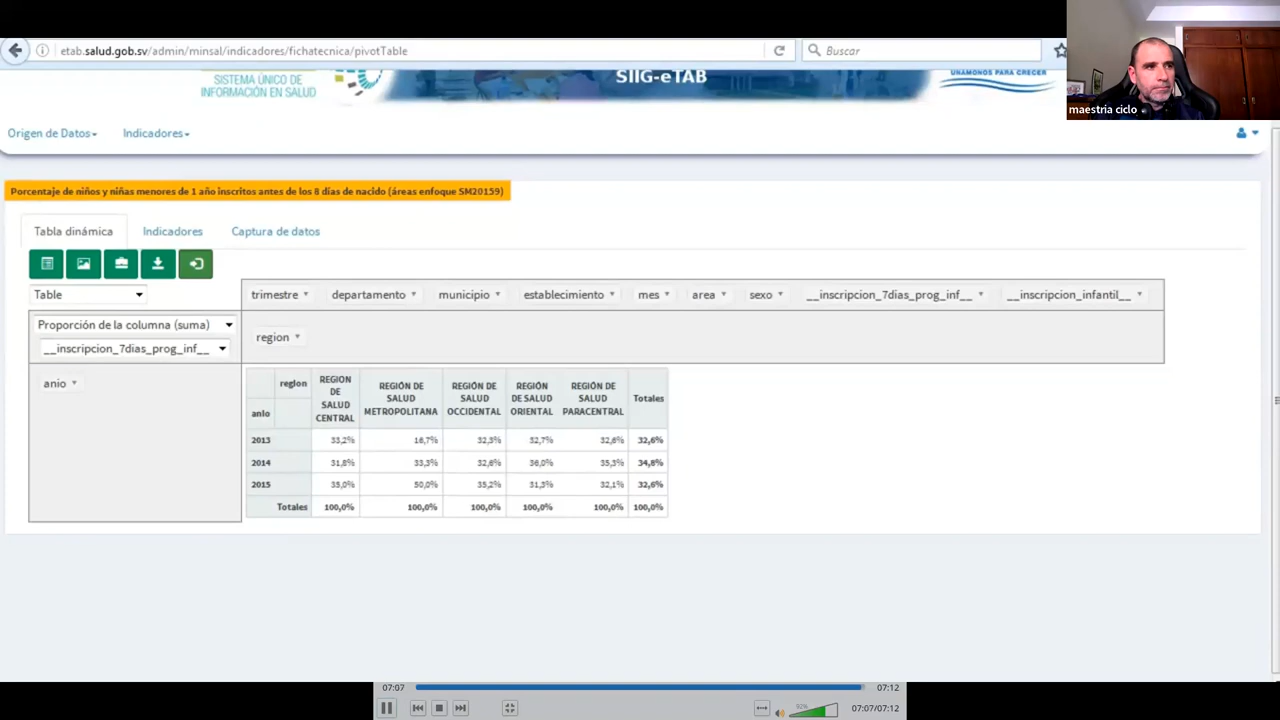 etab.salud.gob.sv/admin/minsal/indicadores/fichatecnica/pivotTable
Buscar
maestria ciclo
SISTEMA ÚNICO DE
INFORMACIÓN EN SALUD
SIIG-eTAB
UNÁMONOS PARA CRECER
Origen de Datos
Indicadores
Porcentaje de niños y niñas menores de 1 año inscritos antes de los 8 días de nacido (áreas enfoque SM20159)
Tabla dinámica
Indicadores
Captura de datos
Table
trimestre departamento municipio establecimiento mes area sexo __inscripcion_7dias_prog_inf__ __inscripcion_infantil__
Proporción de la columna (suma)
__inscripcion_7dias_prog_inf__
region
anio
region REGION DE SALUD CENTRAL REGIÓN DE SALUD METROPOLITANA REGIÓN DE SALUD OCCIDENTAL REGIÓN DE SALUD ORIENTAL REGIÓN DE SALUD PARACENTRAL Totales
anio
2013 33,2% 16,7% 32,3% 32,7% 32,6% 32,6%
2014 31,8% 33,3% 32,6% 36,0% 35,3% 34,8%
2015 35,0% 50,0% 35,2% 31,3% 32,1% 32,6%
Totales 100,0% 100,0% 100,0% 100,0% 100,0% 100,0%
07:07
07:12
92%
07:07/07:12